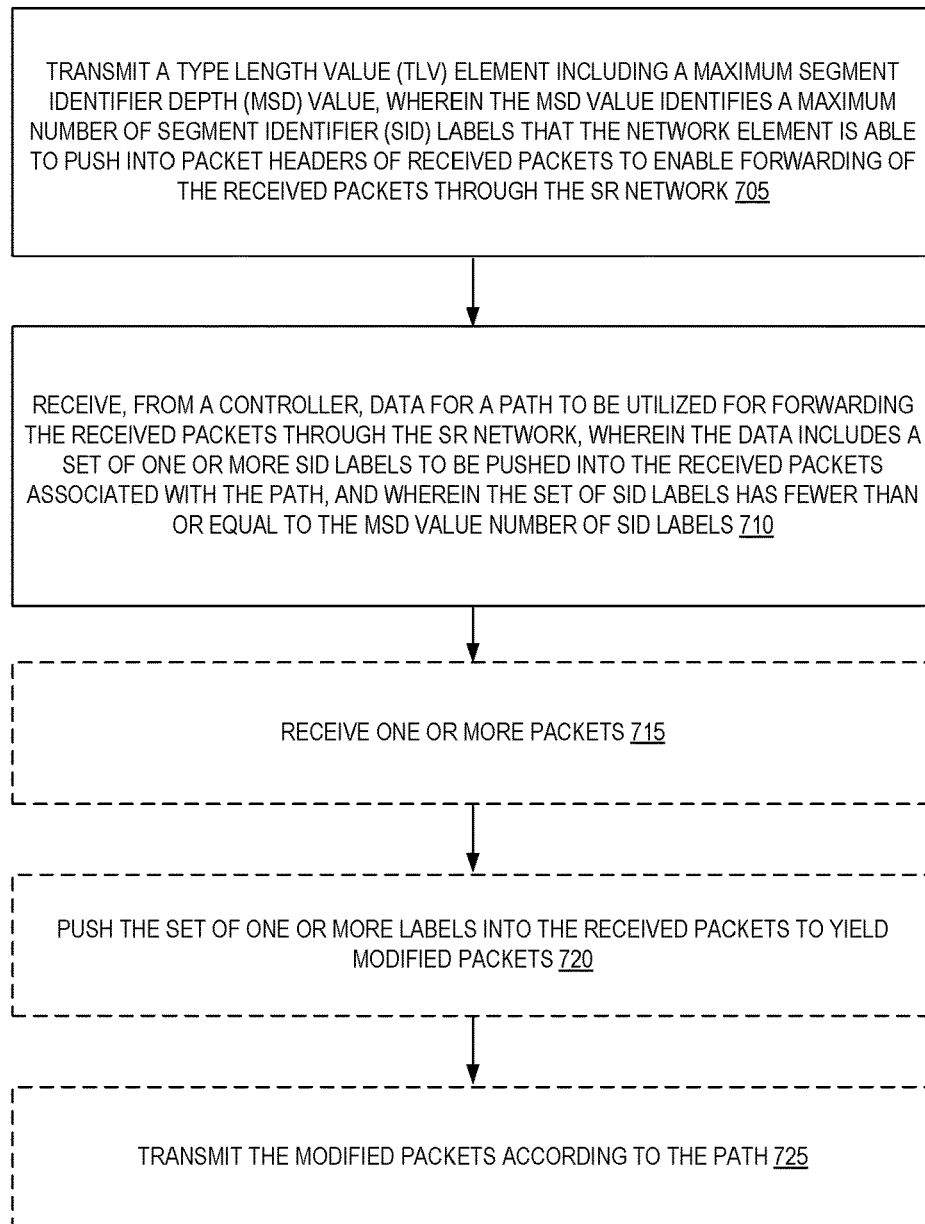 TRANSMIT A TYPE LENGTH VALUE (TLV) ELEMENT INCLUDING A MAXIMUM SEGMENT
IDENTIFIER DEPTH (MSD) VALUE, WHEREIN THE MSD VALUE IDENTIFIES A MAXIMUM
NUMBER OF SEGMENT IDENTIFIER (SID) LABELS THAT THE NETWORK ELEMENT IS ABLE
TO PUSH INTO PACKET HEADERS OF RECEIVED PACKETS TO ENABLE FORWARDING OF
THE RECEIVED PACKETS THROUGH THE SR NETWORK 705
RECEIVE, FROM A CONTROLLER, DATA FOR A PATH TO BE UTILIZED FOR FORWARDING
THE RECEIVED PACKETS THROUGH THE SR NETWORK, WHEREIN THE DATA INCLUDES A
SET OF ONE OR MORE SID LABELS TO BE PUSHED INTO THE RECEIVED PACKETS
ASSOCIATED WITH THE PATH, AND WHEREIN THE SET OF SID LABELS HAS FEWER THAN
OR EQUAL TO THE MSD VALUE NUMBER OF SID LABELS 710
RECEIVE ONE OR MORE PACKETS 715
PUSH THE SET OF ONE OR MORE LABELS INTO THE RECEIVED PACKETS TO YIELD
MODIFIED PACKETS 720
TRANSMIT THE MODIFIED PACKETS ACCORDING TO THE PATH 725